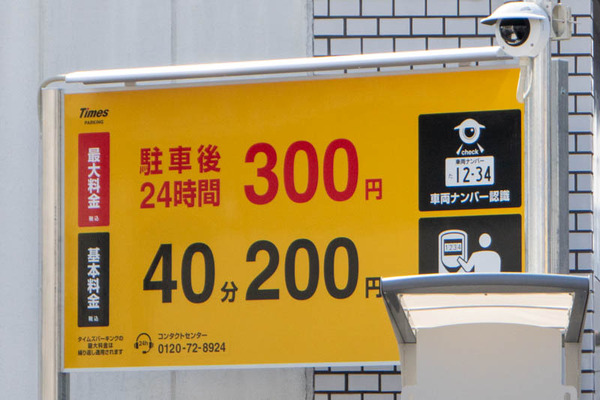 Times
PARKING
最大料金
税込
駐車後
24時間
300円
check
車両ナンバー
12-34
車両ナンバー認識
基本料金
税込
40分200円
1234
タイムズパーキングの
最大料金は
繰り返し適用されます
24h
コンタクトセンター
0120-72-8924
12